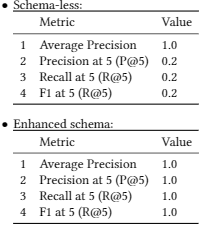 • Schema-less:
Metric Value
1 Average Precision 1.0
2 Precision at 5 (P@5) 0.2
3 Recall at 5 (R@5) 0.2
4 F1 at 5 (R@5) 0.2
• Enhanced schema:
Metric Value
1 Average Precision 1.0
2 Precision at 5 (P@5) 1.0
3 Recall at 5 (R@5) 1.0
4 F1 at 5 (R@5) 1.0